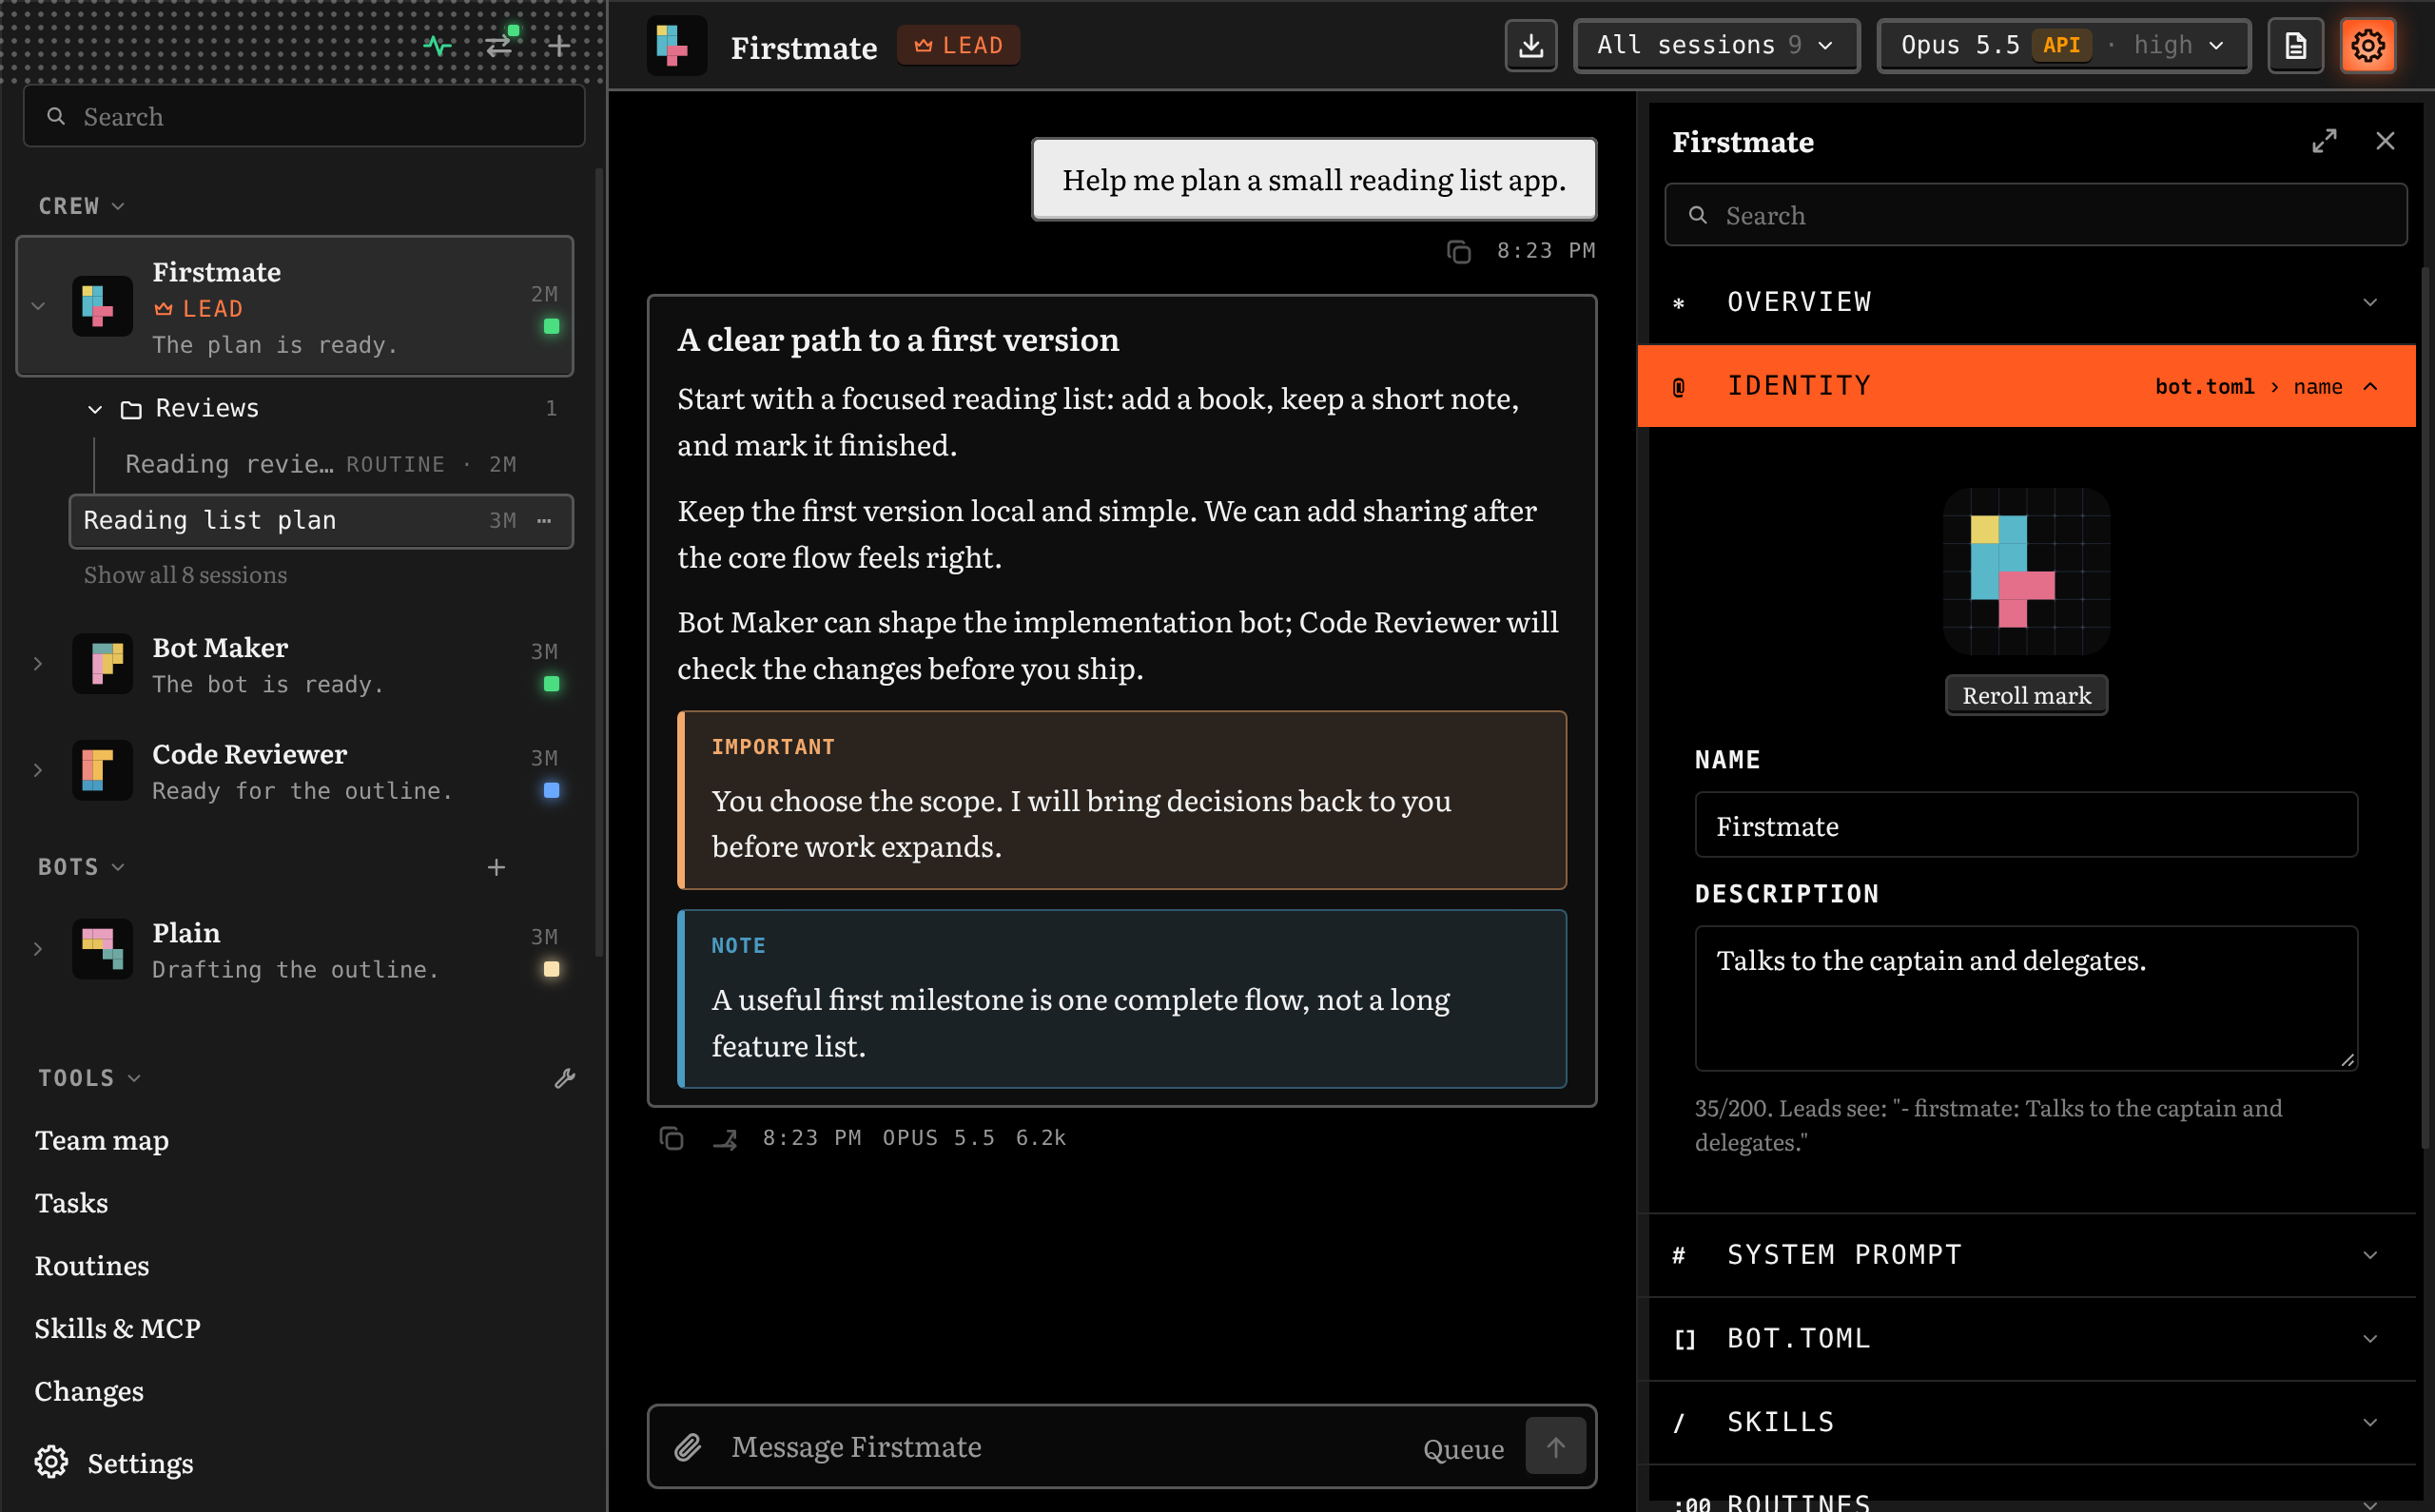 Search
CREW
Firstmate
LEAD
The plan is ready.
2M
Reviews
1
Reading revie… ROUTINE · 2M
Reading list plan
3M
Show all 8 sessions
Bot Maker
The bot is ready.
3M
Code Reviewer
Ready for the outline.
3M
BOTS
Plain
Drafting the outline.
3M
TOOLS
Team map
Tasks
Routines
Skills & MCP
Changes
Settings
Firstmate
LEAD
All sessions 9
Opus 5.5 API · high
Help me plan a small reading list app.
8:23 PM
A clear path to a first version
Start with a focused reading list: add a book, keep a short note,
and mark it finished.
Keep the first version local and simple. We can add sharing after
the core flow feels right.
Bot Maker can shape the implementation bot; Code Reviewer will
check the changes before you ship.
IMPORTANT
You choose the scope. I will bring decisions back to you
before work expands.
NOTE
A useful first milestone is one complete flow, not a long
feature list.
8:23 PM OPUS 5.5 6.2k
Message Firstmate
Queue
Firstmate
Search
* OVERVIEW
@ IDENTITY
bot.toml › name
Reroll mark
NAME
Firstmate
DESCRIPTION
Talks to the captain and delegates.
35/200. Leads see: "- firstmate: Talks to the captain and
delegates."
# SYSTEM PROMPT
[] BOT.TOML
/ SKILLS
:00 ROUTINES